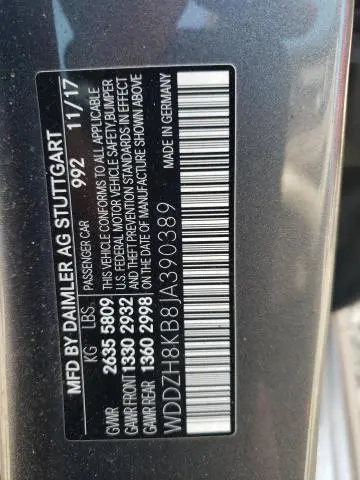 MFD BY DAIMLER AG STUTTGART
PASSENGER CAR 992 11/17
KG LBS
THIS VEHICLE CONFORMS TO ALL APPLICABLE
U.S. FEDERAL MOTOR VEHICLE SAFETY, BUMPER
AND THEFT PREVENTION STANDARDS IN EFFECT
ON THE DATE OF MANUFACTURE SHOWN ABOVE
GVWR 2635 5809
GAWR FRONT 1330 2932
GAWR REAR 1360 2998
MADE IN GERMANY
WDDZH8KB8JA390389